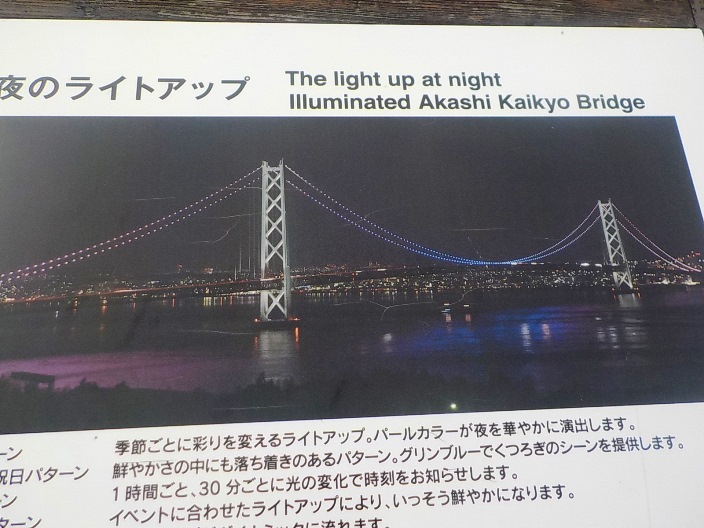 夜のライトアップ
The light up at night
Illuminated Akashi Kaikyo Bridge
ーン 季節ごとに彩りを変えるライトアップ。パールカラーが夜を華やかに演出します。
祝日パターン 鮮やかさの中にも落ち着きのあるパターン。グリンブルーでくつろぎのシーンを提供します。
ン 1時間ごと、30分ごとに光の変化で時刻をお知らせします。
ターン イベントに合わせたライトアップにより、いっそう鮮やかになります。
に流れます。